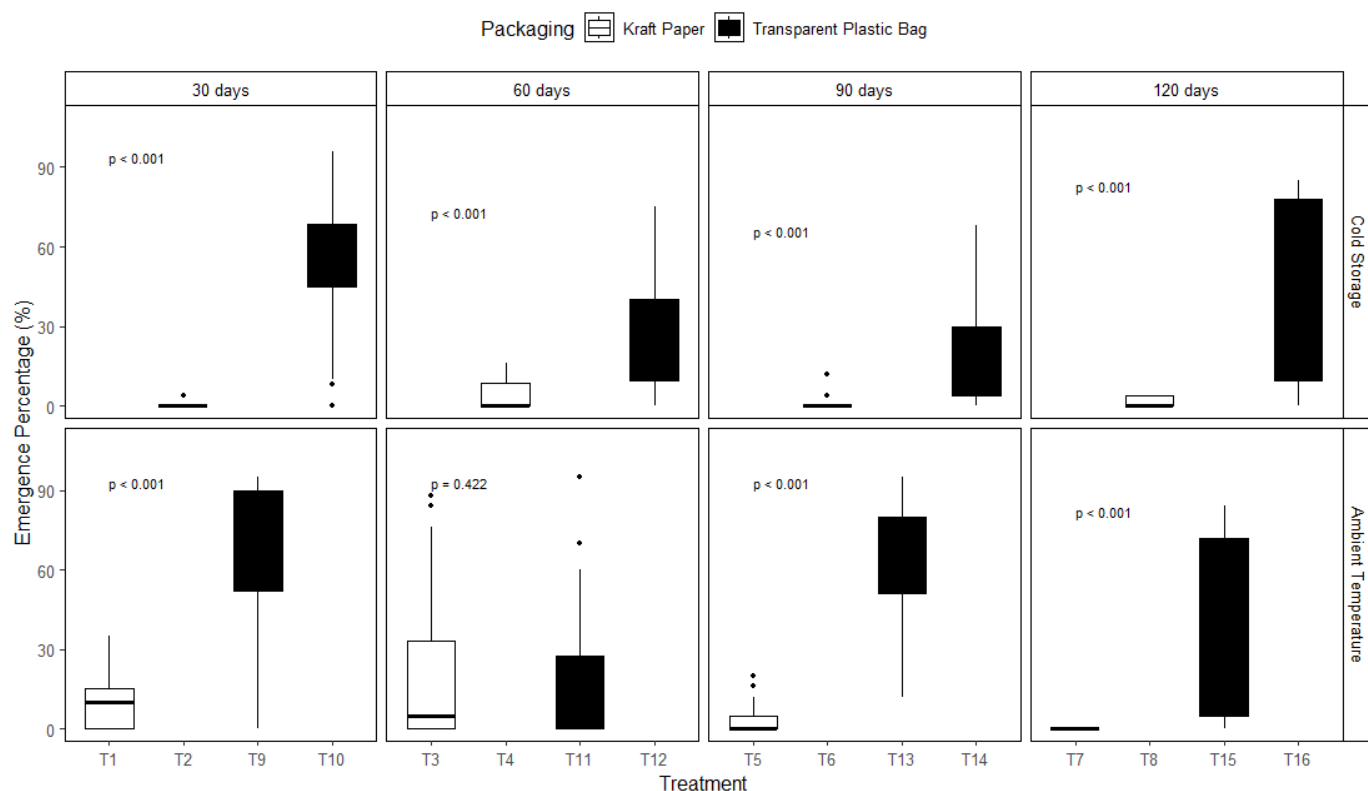 Packaging Kraft Paper Transparent Plastic Bag
30 days 60 days 90 days 120 days
p < 0.001 p < 0.001 p < 0.001 p < 0.001
90
60
30
0
Cold Storage
Emergence Percentage (%)
p < 0.001 p = 0.422 p < 0.001 p < 0.001
90
60
30
0
Ambient Temperature
T1 T2 T9 T10 T3 T4 T11 T12 T5 T6 T13 T14 T7 T8 T15 T16
Treatment